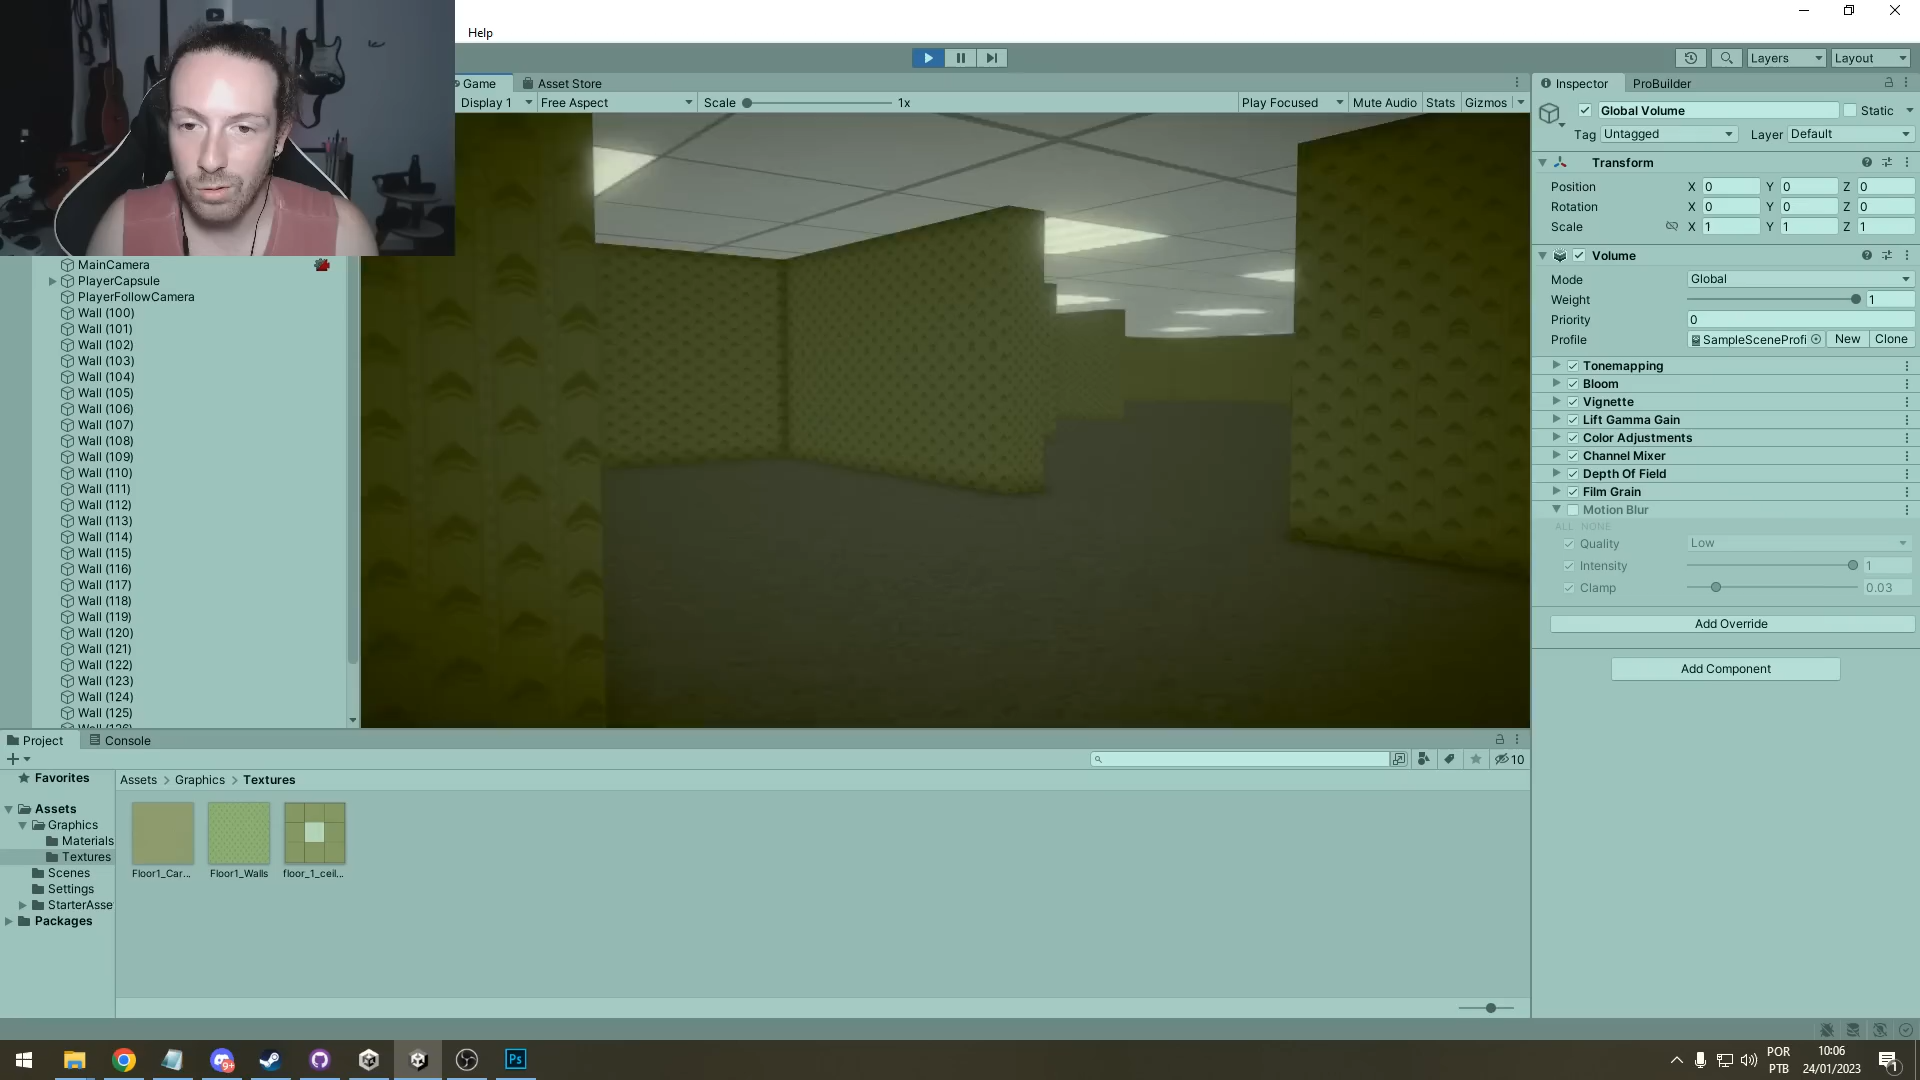 Help
Layers
Layout
Game
Asset Store
Inspector
ProBuilder
Display 1
Free Aspect
Scale
1x
Play Focused
Mute Audio
Stats
Gizmos
Global Volume
Static
Tag
Untagged
Layer
Default
Transform
Position
X 0
Y 0
Z 0
Rotation
X 0
Y 0
Z 0
Scale
X 1
Y 1
Z 1
Volume
Mode
Global
Weight
1
Priority
0
Profile
SampleSceneProfi
New
Clone
Tonemapping
Bloom
Vignette
Lift Gamma Gain
Color Adjustments
Channel Mixer
Depth Of Field
Film Grain
Motion Blur
ALL NONE
Quality
Low
Intensity
1
Clamp
0.03
Add Override
Add Component
MainCamera
PlayerCapsule
PlayerFollowCamera
Wall (100)
Wall (101)
Wall (102)
Wall (103)
Wall (104)
Wall (105)
Wall (106)
Wall (107)
Wall (108)
Wall (109)
Wall (110)
Wall (111)
Wall (112)
Wall (113)
Wall (114)
Wall (115)
Wall (116)
Wall (117)
Wall (118)
Wall (119)
Wall (120)
Wall (121)
Wall (122)
Wall (123)
Wall (124)
Wall (125)
Project
Console
10
Favorites
Assets
Graphics
Materials
Textures
Scenes
Settings
StarterAsse
Packages
Assets > Graphics > Textures
Floor1_Car...
Floor1_Walls
floor_1_ceil...
9+
Ps
POR
PTB
10:06
24/01/2023
1